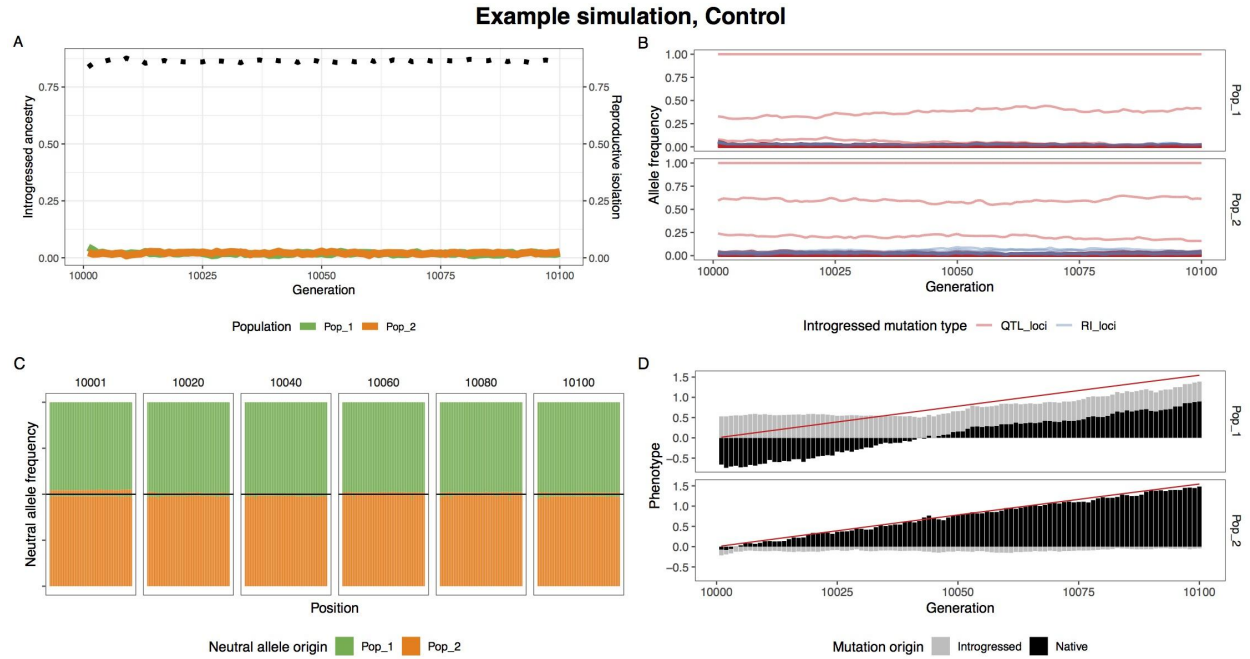 Example simulation, Control
A
Introgressed ancestry
0.75
0.50
0.25
0.00
0.75
0.50
0.25
0.00
Reproductive isolation
10000 10025 10050 10075 10100
Generation
Population Pop_1 Pop_2
B
Allele frequency
1.00
0.75
0.50
0.25
0.00
Pop_1
1.00
0.75
0.50
0.25
0.00
Pop_2
10000 10025 10050 10075 10100
Generation
Introgressed mutation type QTL_loci RI_loci
C
10001 10020 10040 10060 10080 10100
Neutral allele frequency
Position
Neutral allele origin Pop_1 Pop_2
D
Phenotype
1.5
1.0
0.5
0.0
-0.5
Pop_1
1.5
1.0
0.5
0.0
-0.5
Pop_2
10000 10025 10050 10075 10100
Generation
Mutation origin Introgressed Native